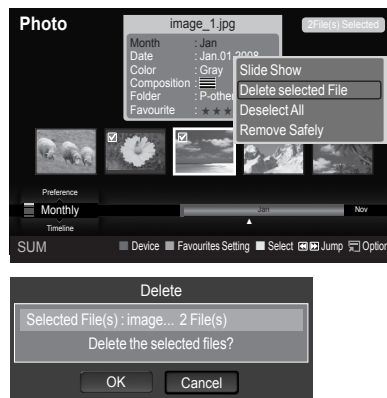 Photo
image_1.jpg
2File(s) Selected
Month : Jan
Date : Jan.01.2008
Color : Gray
Composition :
Folder : P-other
Favourite : ★ ★ ★
Slide Show
Delete selected File
Deselect All
Remove Safely
Preference
Monthly
Jan
Nov
Timeline
SUM
Device
Favourites Setting
Select
Jump
Option
Delete
Selected File(s) : image... 2 File(s)
Delete the selected files?
OK
Cancel